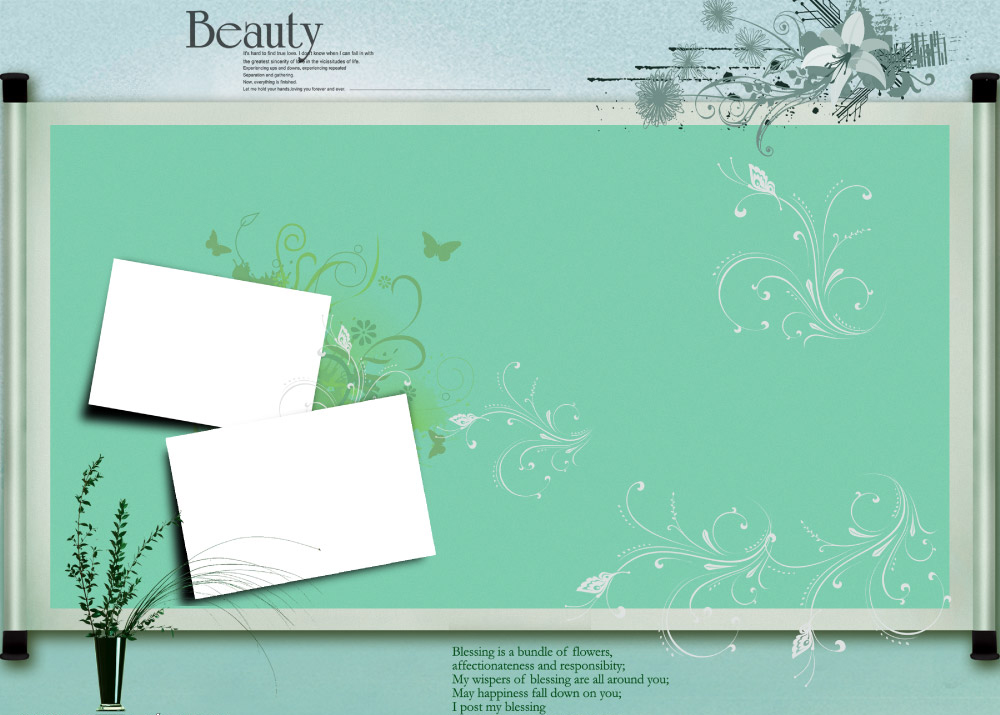 Beauty
It's hard to find true love. I don't know when I can fall in with
the greatest sincerity of love in the vicissitudes of life.
Experiencing ups and downs, experiencing repeated
Separation and gathering.
Now, everything is finished.
Let me hold your hands,loving you forever and ever.
Blessing is a bundle of flowers,
affectionateness and responsibity;
My wispers of blessing are all around you;
May happiness fall down on you;
I post my blessing